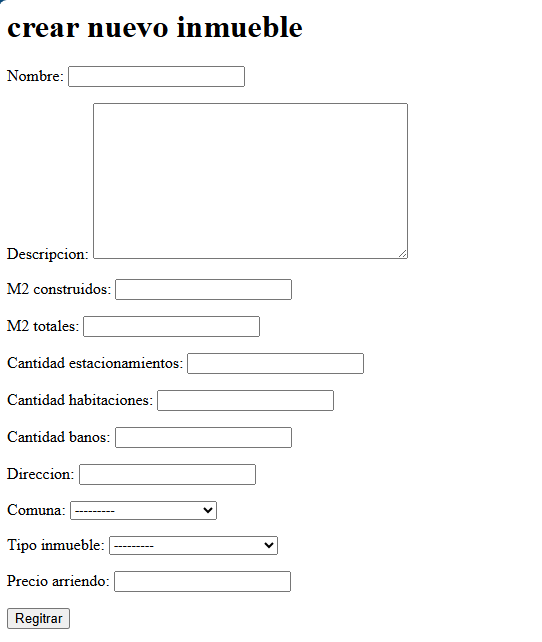 crear nuevo inmueble
Nombre:
Descripcion:
M2 construidos:
M2 totales:
Cantidad estacionamientos:
Cantidad habitaciones:
Cantidad banos:
Direccion:
Comuna: ---------
Tipo inmueble: ---------
Precio arriendo:
Regitrar